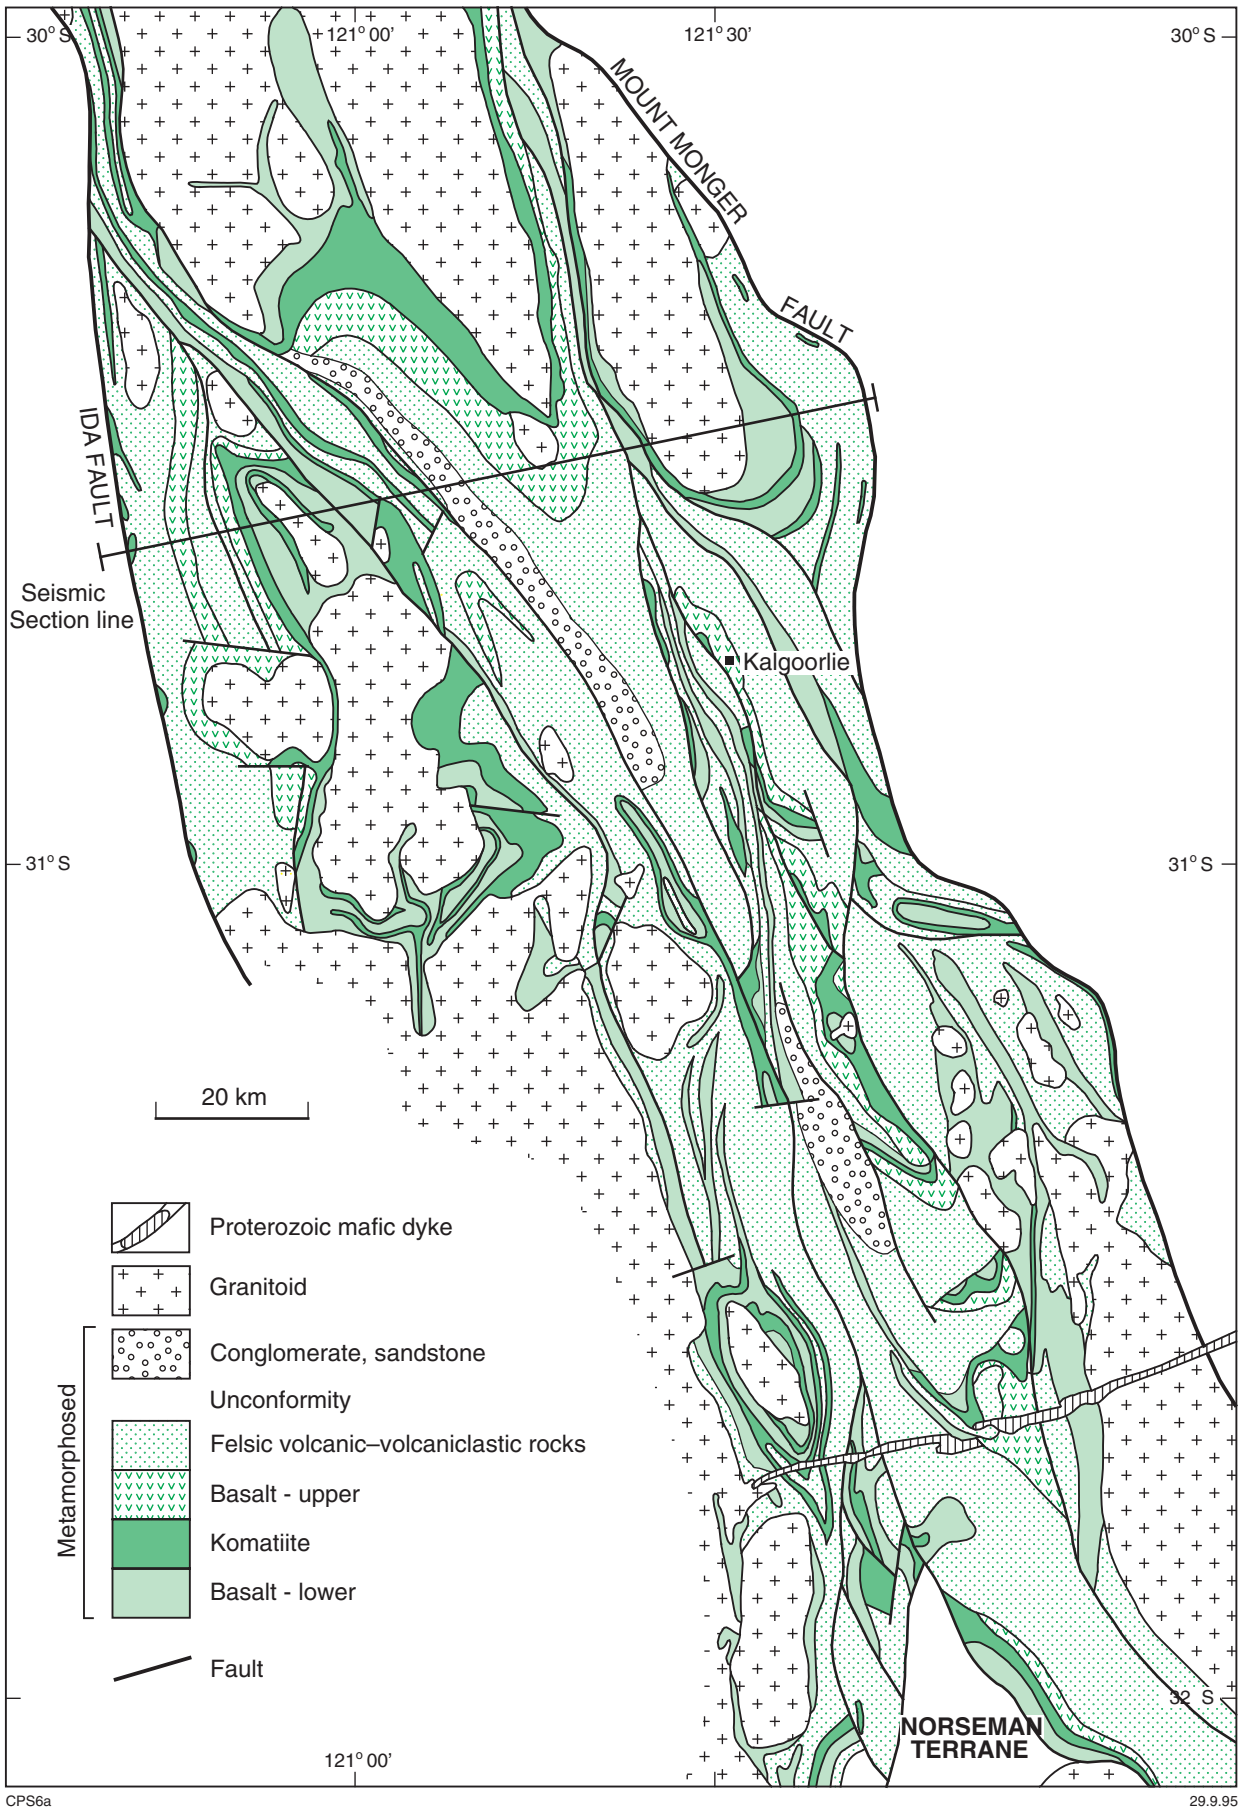 30° S
121° 00'
121° 30'
30° S
MOUNT MONGER
FAULT
IDA FAULT
Seismic
Section line
Kalgoorlie
31° S
31° S
20 km
Proterozoic mafic dyke
Granitoid
Conglomerate, sandstone
Unconformity
Felsic volcanic–volcaniclastic rocks
Basalt - upper
Komatiite
Basalt - lower
Metamorphosed
Fault
32 S
NORSEMAN
TERRANE
121° 00'
CPS6a
29.9.95